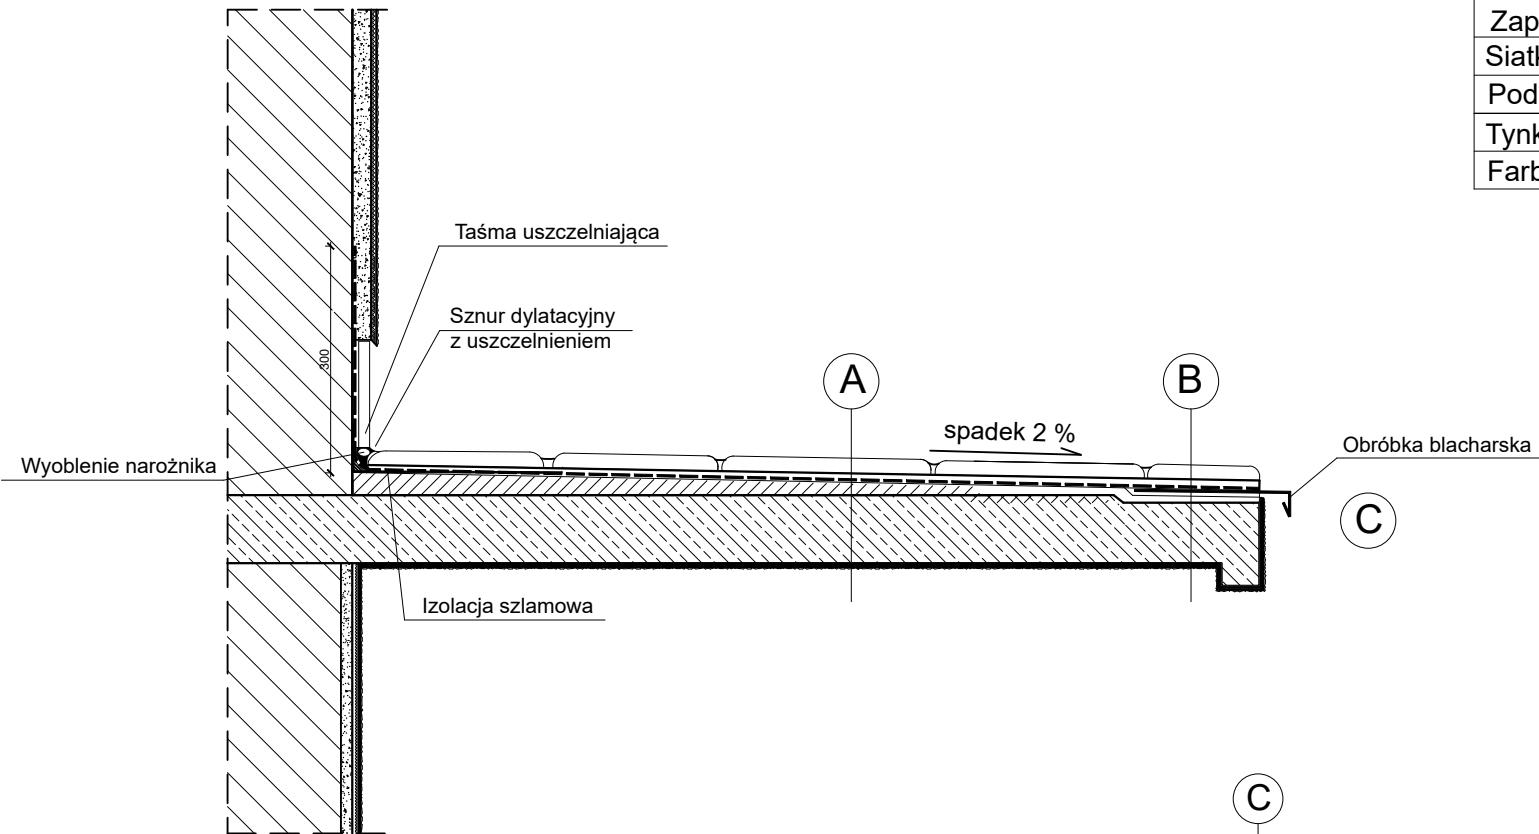 Zap
Siatk
Pod
Tynk
Farb
Taśma uszczelniająca
Sznur dylatacyjny
z uszczelnieniem
300
A
B
spadek 2 %
Obróbka blacharska
Wyoblenie narożnika
C
Izolacja szlamowa
C